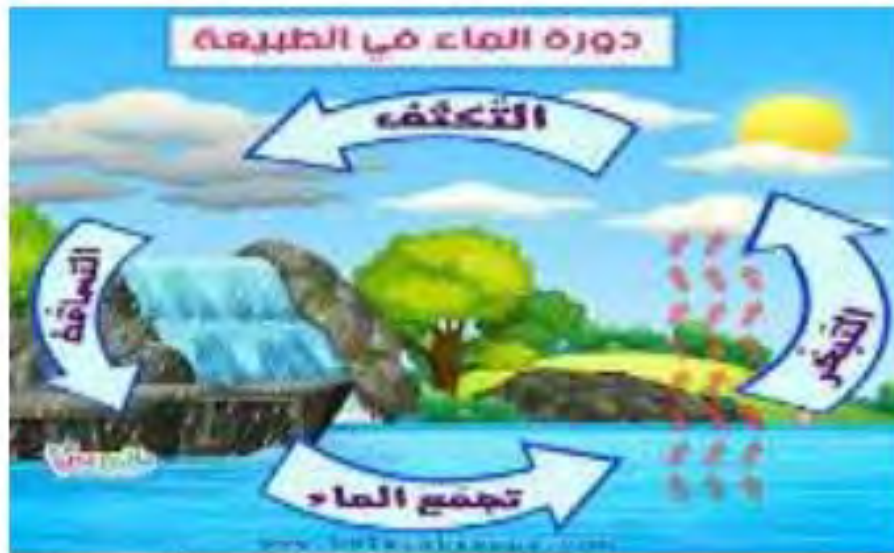 دورة الماء في الطبيعة
التكثف
التبخر
التساقط
تجمع الماء